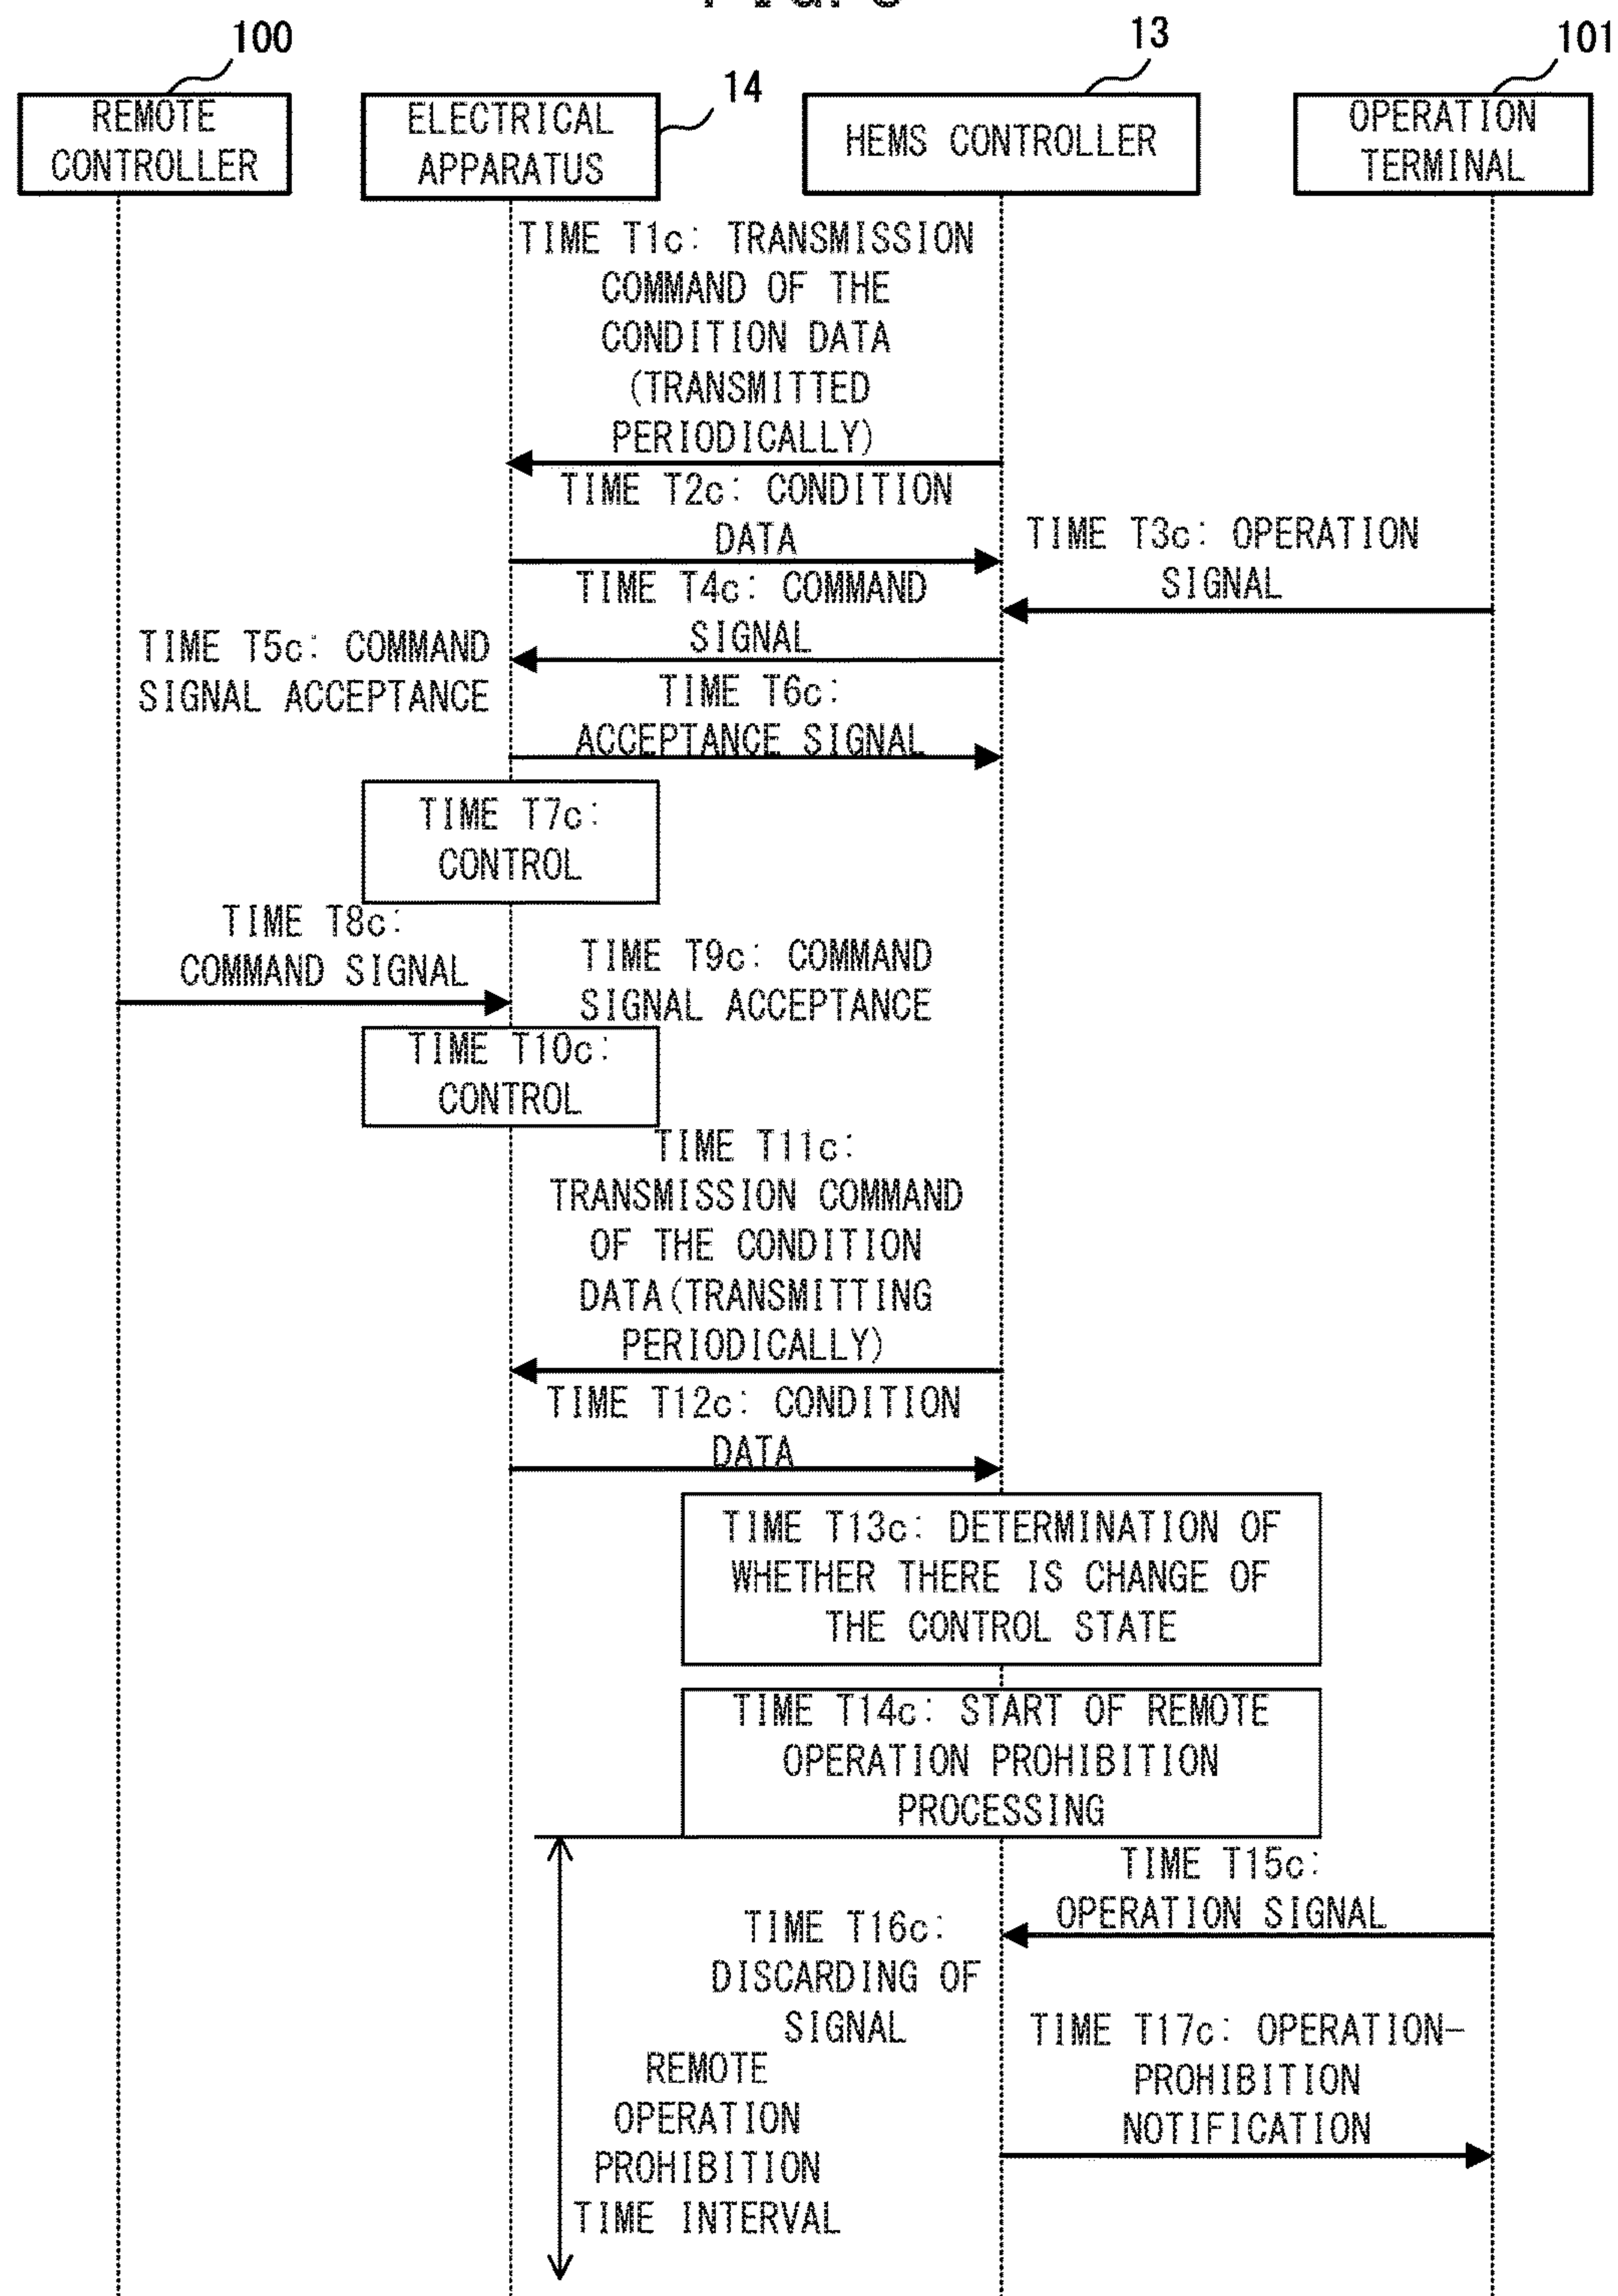 100
13
101
14
REMOTE
CONTROLLER
ELECTRICAL
APPARATUS
HEMS CONTROLLER
OPERATION
TERMINAL
TIME T1c: TRANSMISSION
COMMAND OF THE
CONDITION DATA
(TRANSMITTED
PERIODICALLY)
TIME T2c: CONDITION
DATA
TIME T3c: OPERATION
SIGNAL
TIME T4c: COMMAND
SIGNAL
TIME T5c: COMMAND
SIGNAL ACCEPTANCE
TIME T6c:
ACCEPTANCE SIGNAL
TIME T7c:
CONTROL
TIME T8c:
COMMAND SIGNAL
TIME T9c: COMMAND
SIGNAL ACCEPTANCE
TIME T10c:
CONTROL
TIME T11c:
TRANSMISSION COMMAND
OF THE CONDITION
DATA(TRANSMITTING
PERIODICALLY)
TIME T12c: CONDITION
DATA
TIME T13c: DETERMINATION OF
WHETHER THERE IS CHANGE OF
THE CONTROL STATE
TIME T14c: START OF REMOTE
OPERATION PROHIBITION
PROCESSING
TIME T15c:
OPERATION SIGNAL
TIME T16c:
DISCARDING OF
SIGNAL
TIME T17c: OPERATION-
PROHIBITION
NOTIFICATION
REMOTE
OPERATION
PROHIBITION
TIME INTERVAL